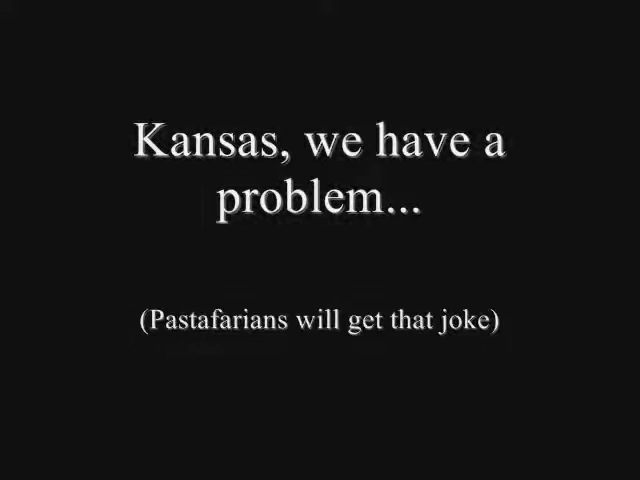 Kansas, we have a
problem...
(Pastafarians will get that joke)